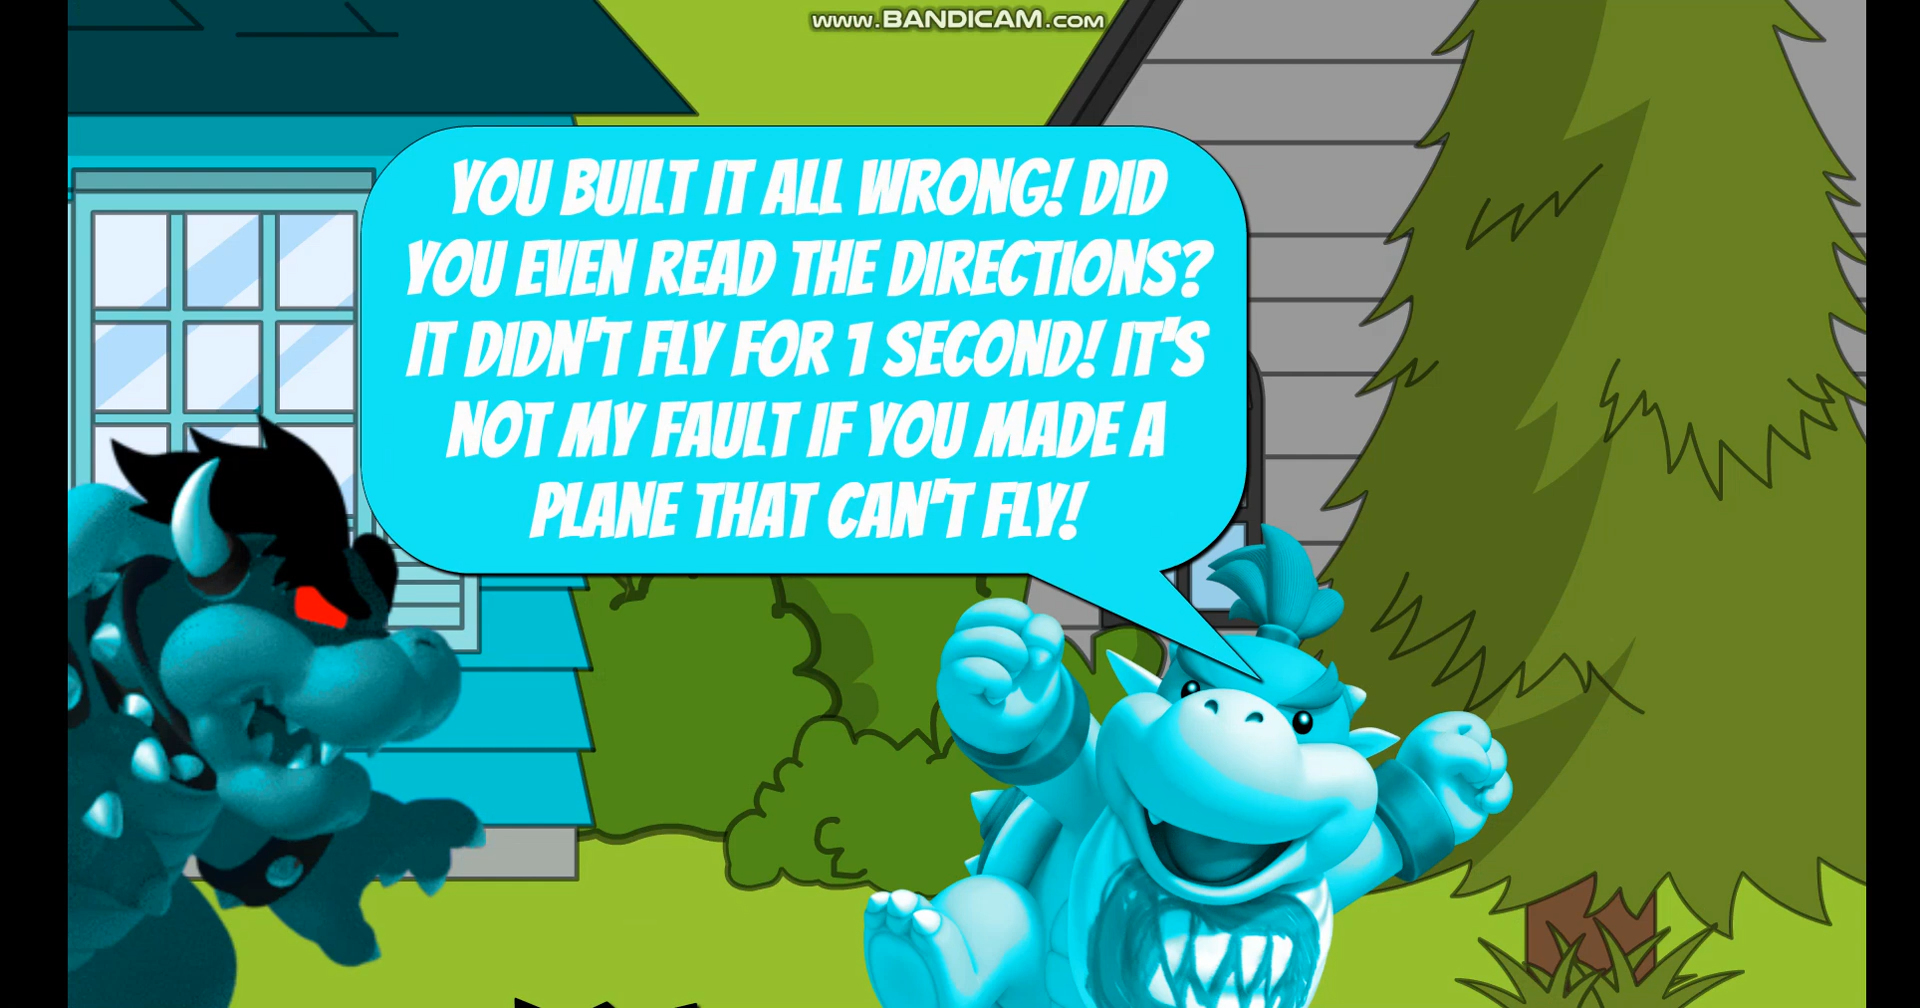 www.BANDICAM.com
YOU BUILT IT ALL WRONG! DID
YOU EVEN READ THE DIRECTIONS?
IT DIDN'T FLY FOR 1 SECOND! IT'S
NOT MY FAULT IF YOU MADE A
PLANE THAT CAN'T FLY!